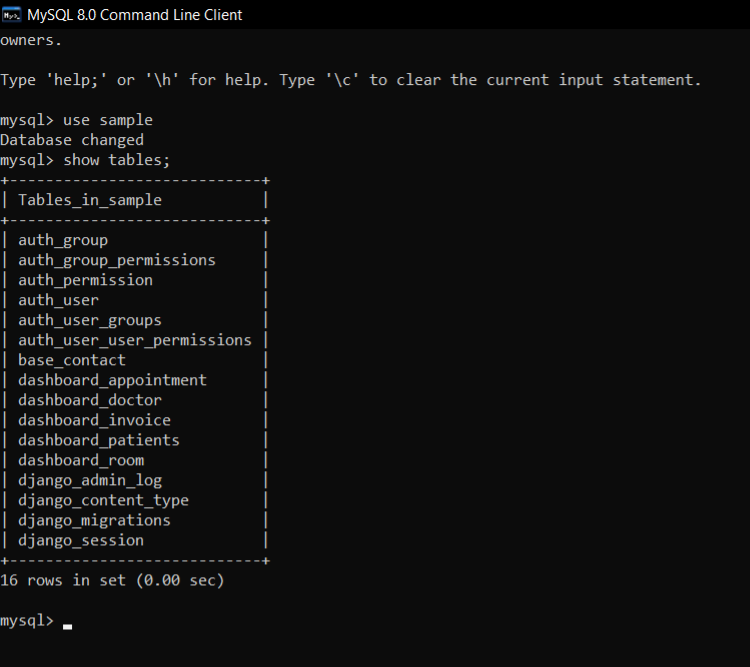 MySQL 8.0 Command Line Client
owners.
Type 'help;' or '\h' for help. Type '\c' to clear the current input statement.
mysql> use sample
Database changed
mysql> show tables;
+---------------------------+
| Tables_in_sample          |
+---------------------------+
| auth_group                |
| auth_group_permissions    |
| auth_permission           |
| auth_user                 |
| auth_user_groups          |
| auth_user_user_permissions |
| base_contact              |
| dashboard_appointment     |
| dashboard_doctor          |
| dashboard_invoice         |
| dashboard_patients        |
| dashboard_room            |
| django_admin_log          |
| django_content_type       |
| django_migrations         |
| django_session            |
+---------------------------+
16 rows in set (0.00 sec)
mysql>